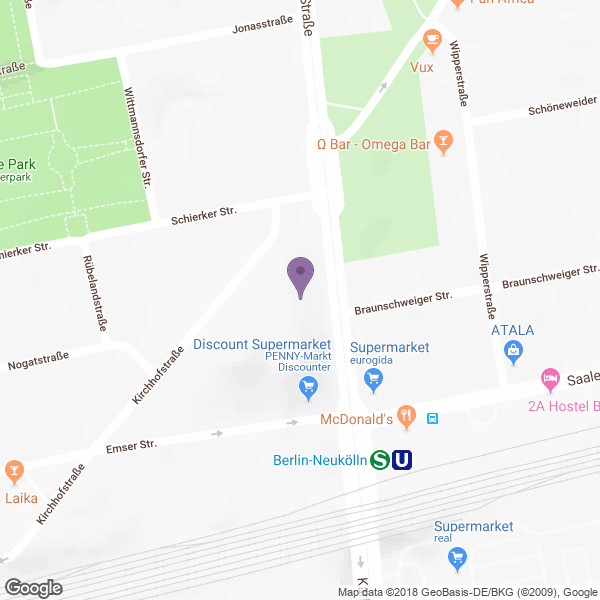 Pan Africa
Jonasstraße
Straße
Vux
Wipperstraße
straße
Wittmannsdorfer Str.
Schöneweider
Ω Bar - Omega Bar
e Park
erpark
Schierker Str.
hierker Str.
Rübelandstraße
Wipperstraße
Braunschweiger Str.
Braunschweiger Str.
ATALA
Discount Supermarket
PENNY-Markt
Discounter
Supermarket
eurogida
Nogatstraße
Kirchhofstraße
Saale
2A Hostel B
McDonald's
Emser Str.
Berlin-Neukölln S U
Laika
Kirchhofstraße
Supermarket
real
K
Google
Map data ©2018 GeoBasis-DE/BKG (©2009), Google